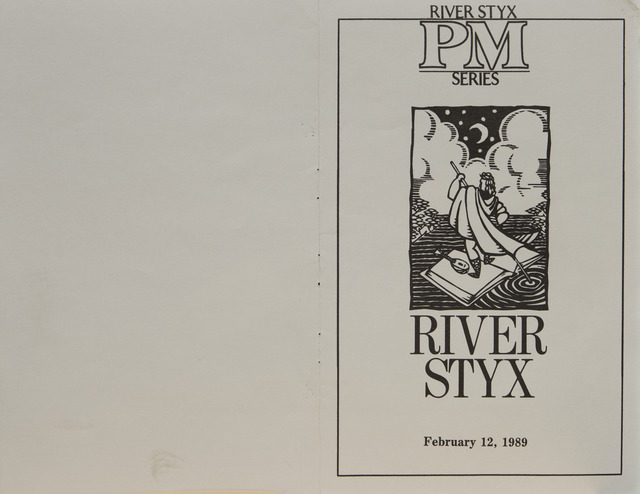 RIVER STYX
PM
SERIES
RIVER
STYX
February 12, 1989